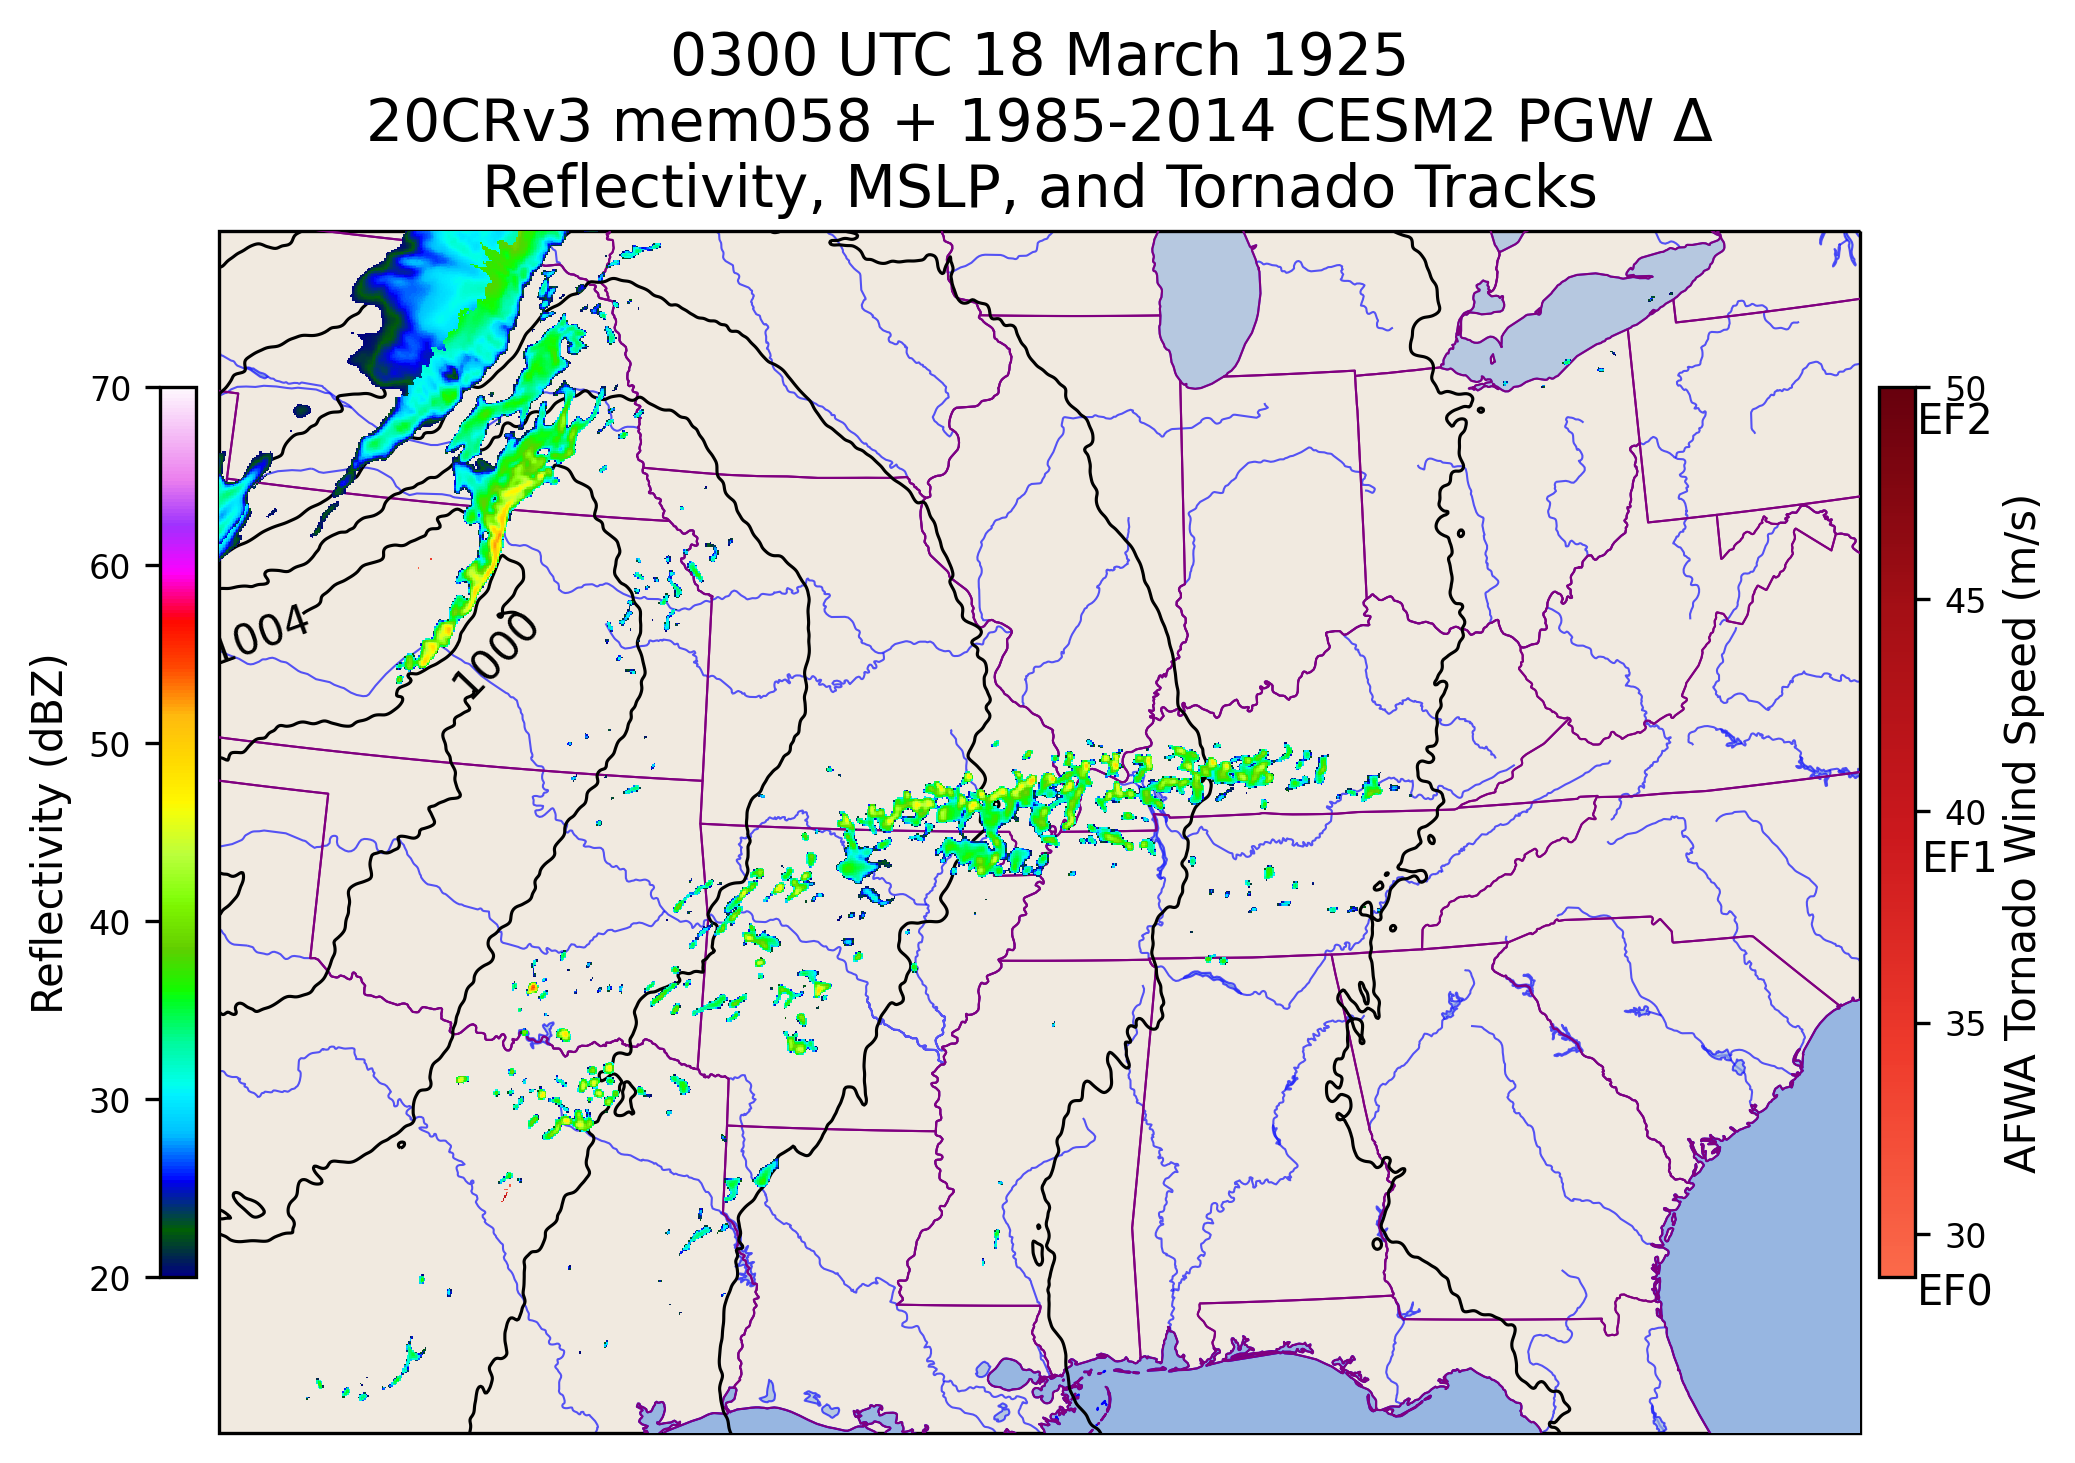 0300 UTC 18 March 1925
20CRv3 mem058 + 1985-2014 CESM2 PGW Δ
Reflectivity, MSLP, and Tornado Tracks
70
60
50
40
30
20
Reflectivity (dBZ)
1004
1000
50
EF2
45
40
EF1
35
30
EF0
AFWA Tornado Wind Speed (m/s)